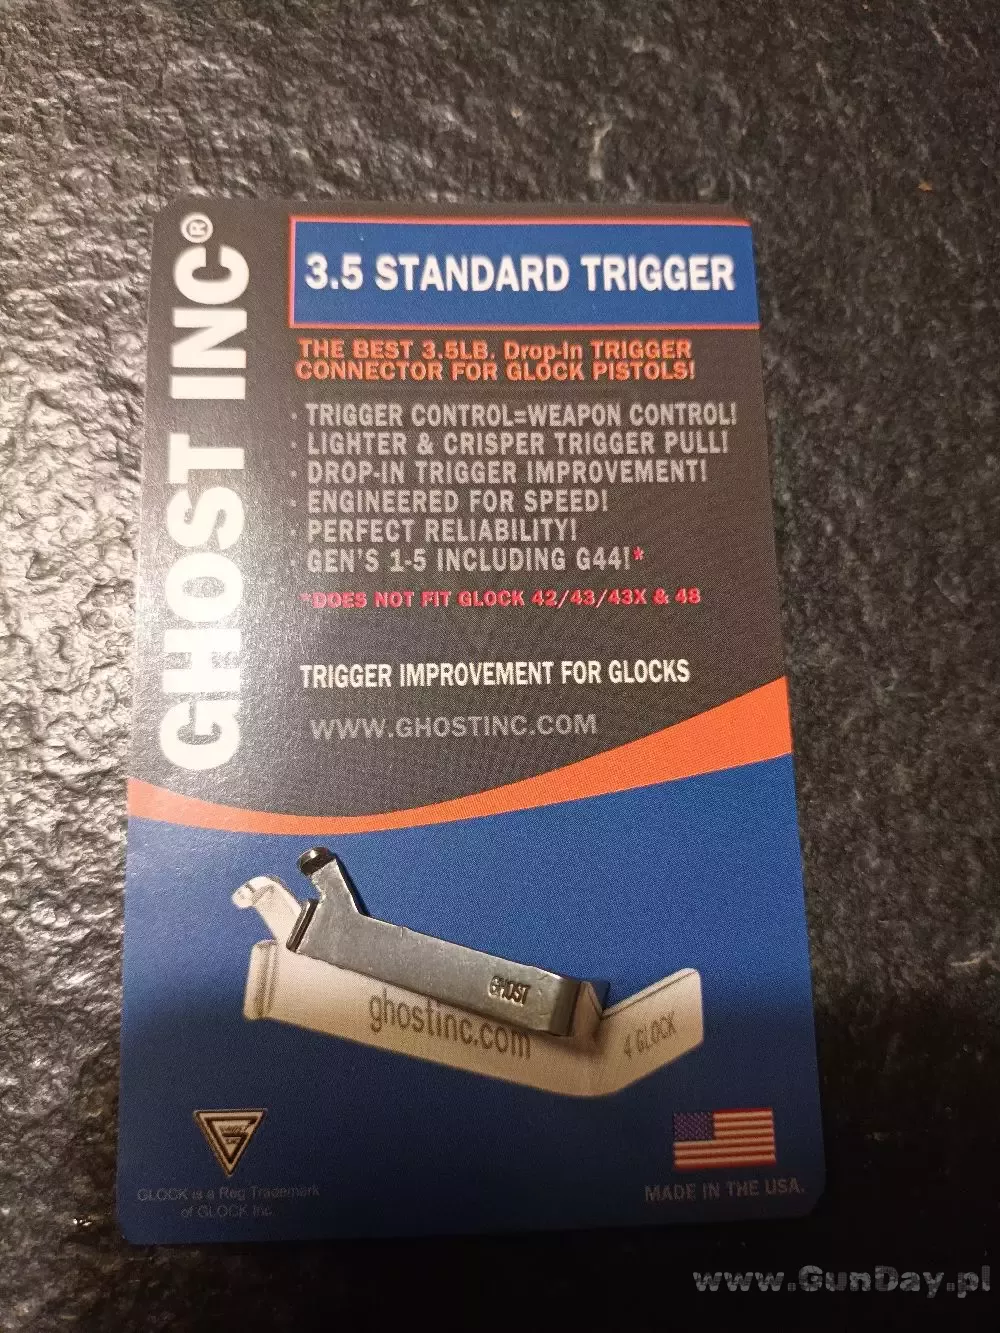 GHOST INC®
3.5 STANDARD TRIGGER
THE BEST 3.5LB. Drop-In TRIGGER
CONNECTOR FOR GLOCK PISTOLS!
· TRIGGER CONTROL=WEAPON CONTROL!
· LIGHTER & CRISPER TRIGGER PULL!
· DROP-IN TRIGGER IMPROVEMENT!
· ENGINEERED FOR SPEED!
· PERFECT RELIABILITY!
· GEN'S 1-5 INCLUDING G44!*
*DOES NOT FIT GLOCK 42/43/43X & 48
TRIGGER IMPROVEMENT FOR GLOCKS
WWW.GHOSTINC.COM
GHOST
ghostinc.com
4 GLOCK
GLOCK is a Reg Trademark
of GLOCK Inc.
MADE IN THE USA.
www.GunDay.pl